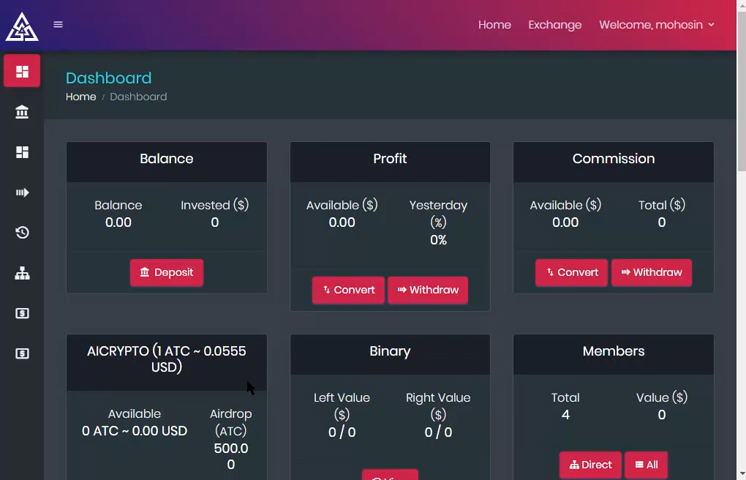 Home Exchange Welcome, mohosin
Dashboard
Home / Dashboard
Balance
Balance Invested ($)
0.00 0
Deposit
Profit
Available ($) Yesterday
(%)
0.00
0%
Convert Withdraw
Commission
Available ($) Total ($)
0.00 0
Convert Withdraw
AICRYPTO (1 ATC ~ 0.0555
USD)
Available Airdrop
(ATC)
0 ATC ~ 0.00 USD
500.0
0
Binary
Left Value Right Value
($) ($)
0 / 0 0 / 0
Members
Total Value ($)
4 0
Direct All